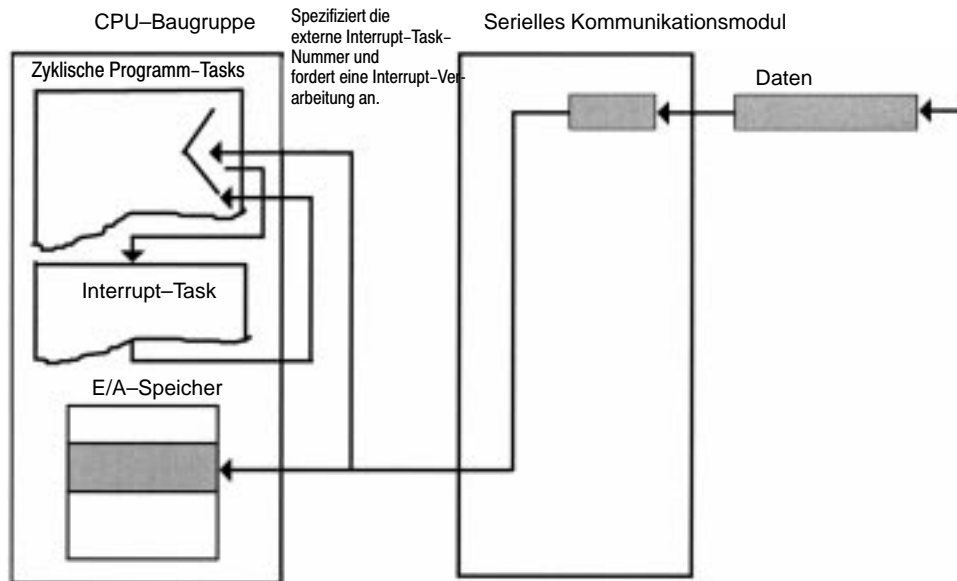 CPU–Baugruppe
Spezifiziert die
externe Interrupt–Task–
Nummer und
fordert eine Interrupt–Ver-
arbeitung an.
Serielles Kommunikationsmodul
Zyklische Programm–Tasks
Daten
Interrupt–Task
E/A–Speicher